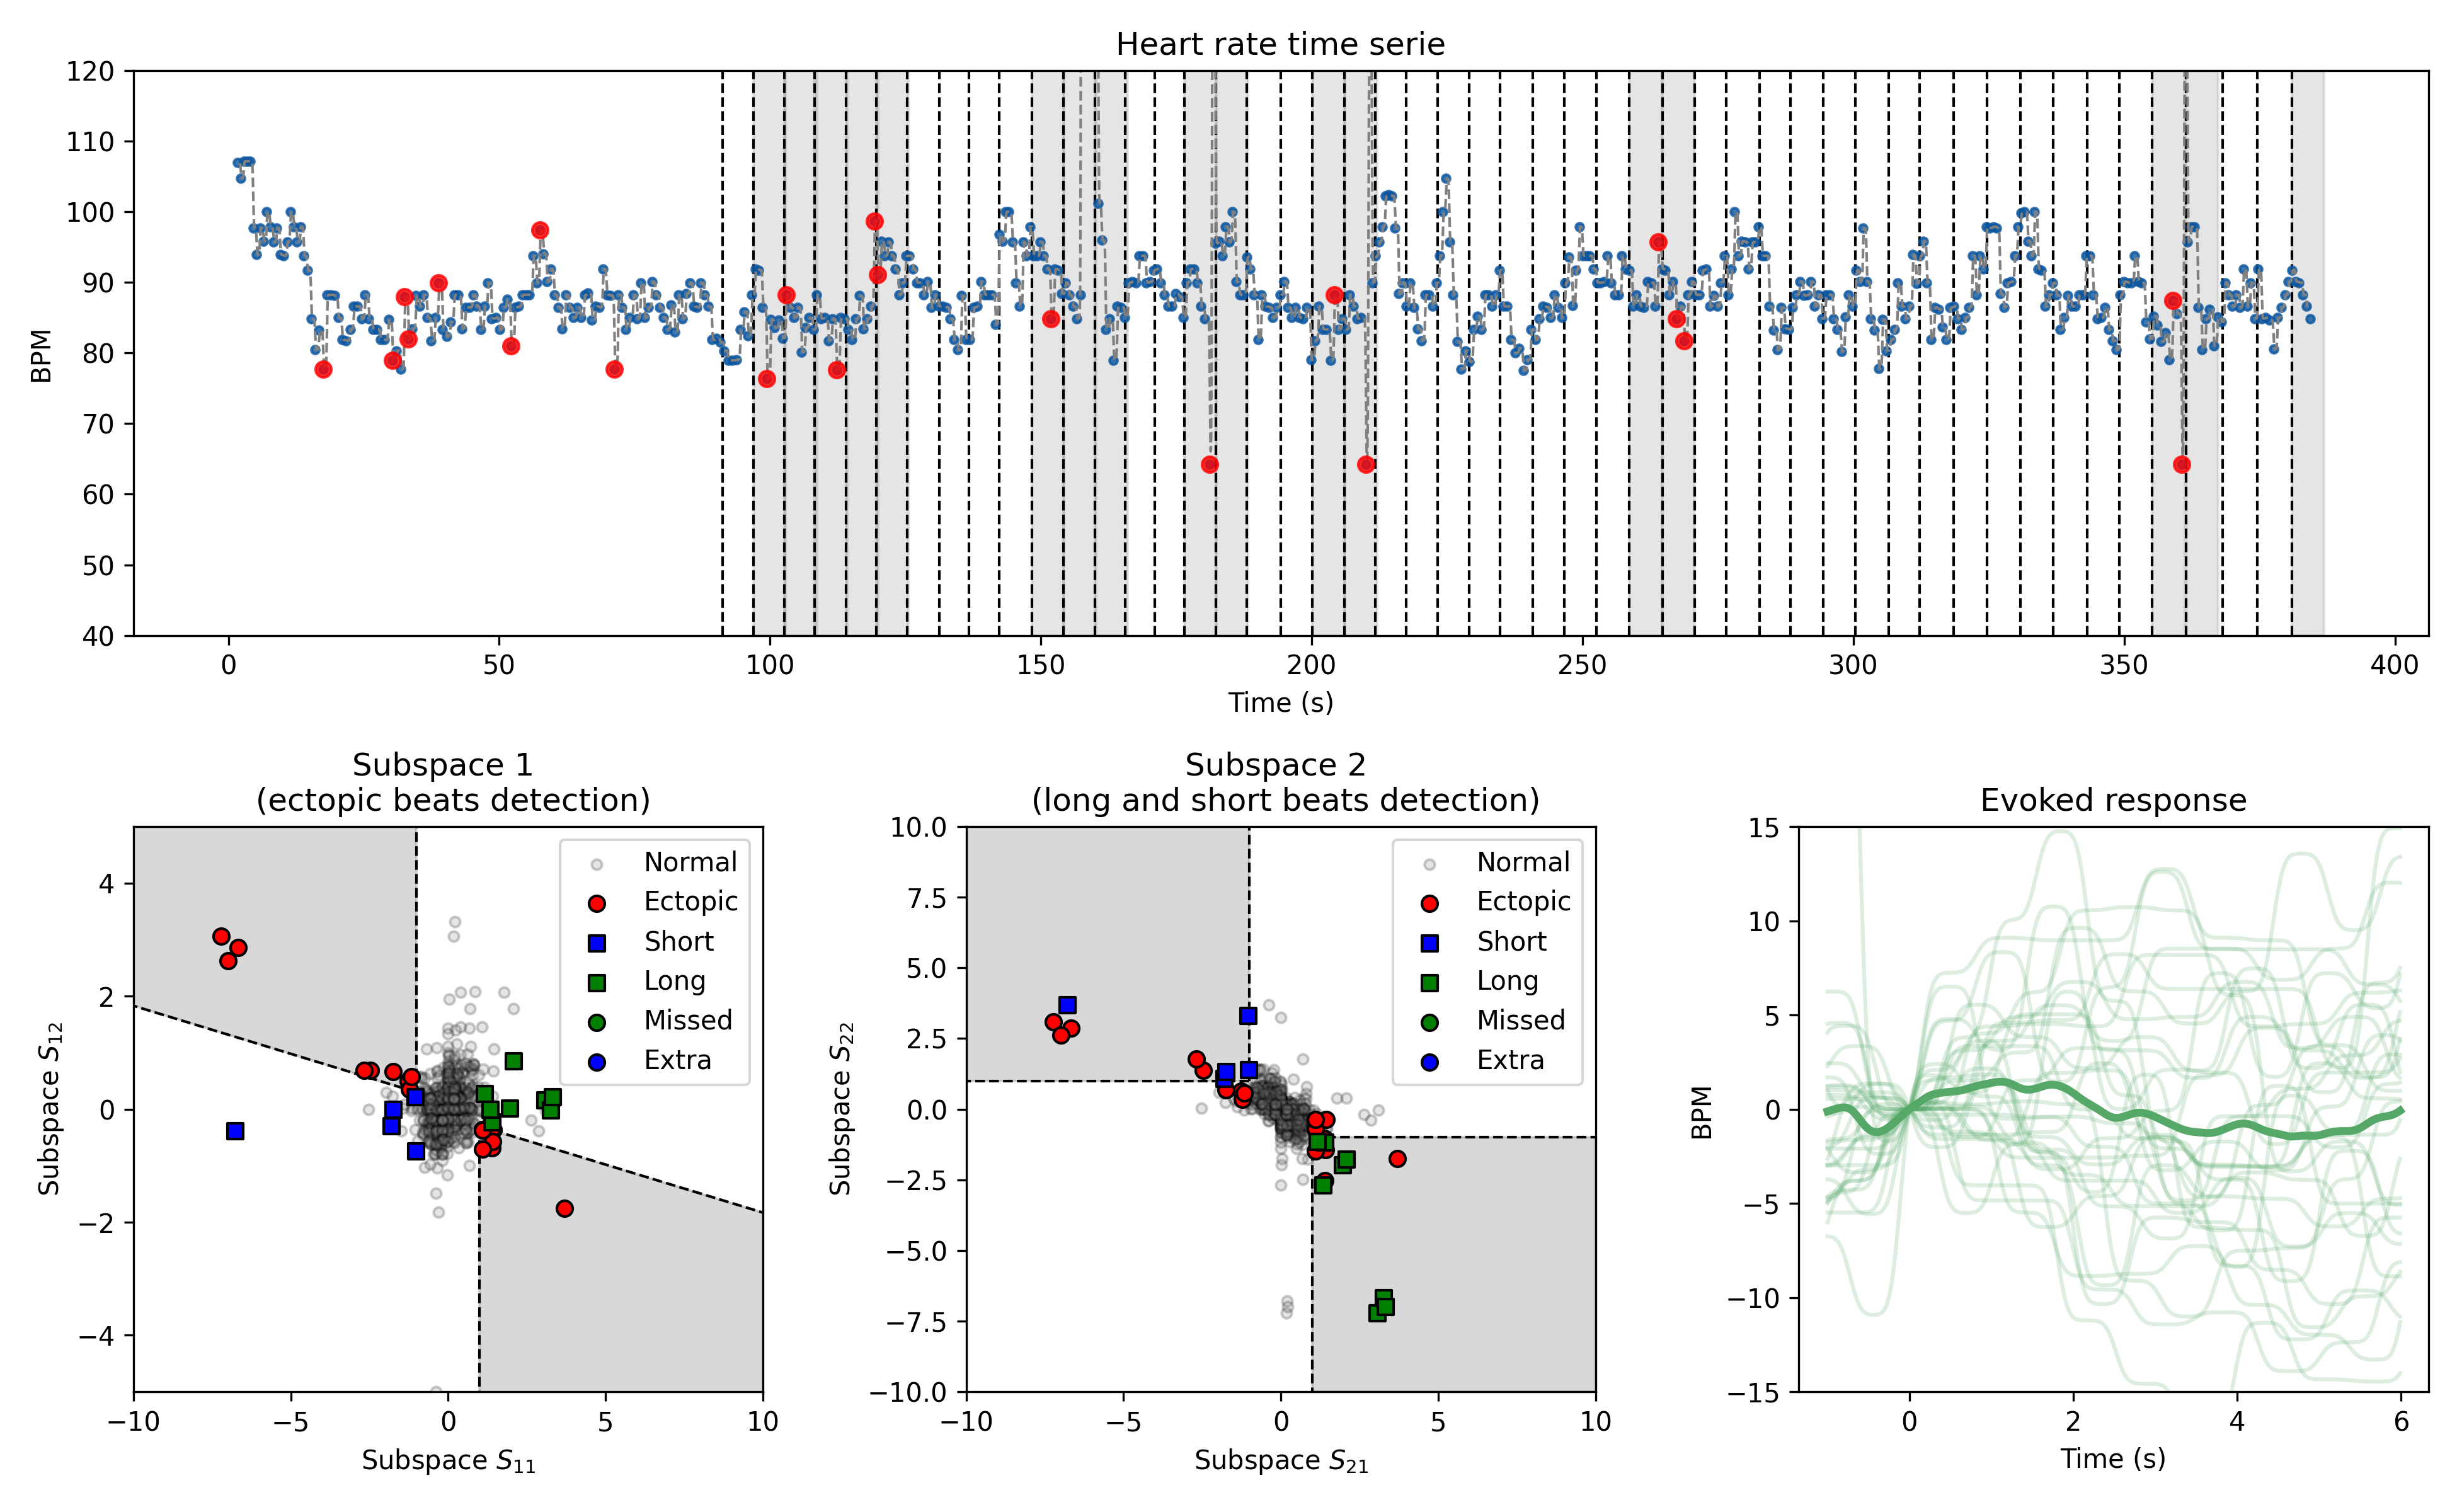 Heart rate time serie
120
110
100
90
80
70
60
50
40
BPM
0 50 100 150 200 250 300 350 400
Time (s)
Subspace 1
(ectopic beats detection)
4
2
0
−2
−4
Subspace S12
Normal
Ectopic
Short
Long
Missed
Extra
−10 −5 0 5 10
Subspace S11
Subspace 2
(long and short beats detection)
10.0
7.5
5.0
2.5
0.0
−2.5
−5.0
−7.5
−10.0
Subspace S22
Normal
Ectopic
Short
Long
Missed
Extra
−10 −5 0 5 10
Subspace S21
Evoked response
15
10
5
0
−5
−10
−15
BPM
0 2 4 6
Time (s)